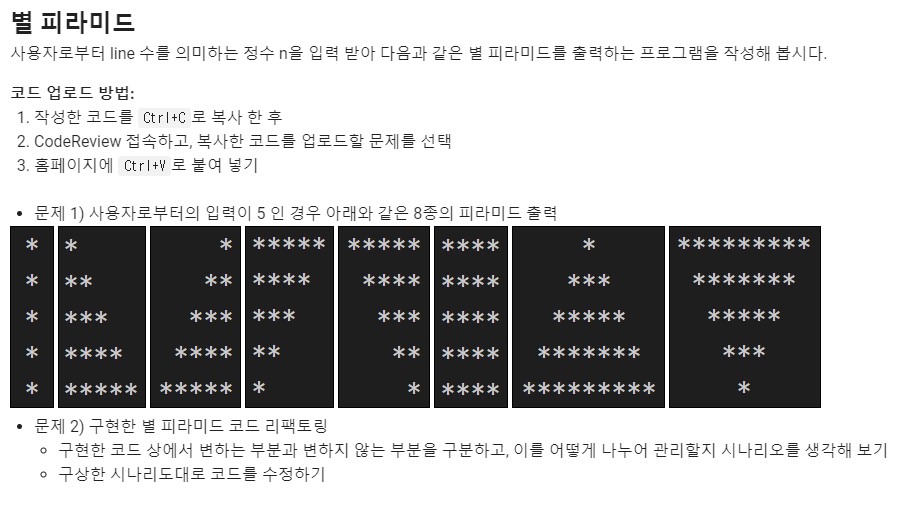 별 피라미드
사용자로부터 line 수를 의미하는 정수 n을 입력 받아 다음과 같은 별 피라미드를 출력하는 프로그램을 작성해 봅시다.
코드 업로드 방법:
1. 작성한 코드를 Ctrl+C로 복사 한 후
2. CodeReview 접속하고, 복사한 코드를 업로드할 문제를 선택
3. 홈페이지에 Ctrl+V로 붙여 넣기
• 문제 1) 사용자로부터의 입력이 5 인 경우 아래와 같은 8종의 피라미드 출력
* * * ***** ***** **** * *********
* ** ** **** **** **** *** *******
* *** *** *** *** **** ***** *****
* **** **** ** ** **** ******* ***
* ***** ***** * * **** ********* *
• 문제 2) 구현한 별 피라미드 코드 리팩토링
○ 구현한 코드 상에서 변하는 부분과 변하지 않는 부분을 구분하고, 이를 어떻게 나누어 관리할지 시나리오를 생각해 보기
○ 구상한 시나리도대로 코드를 수정하기